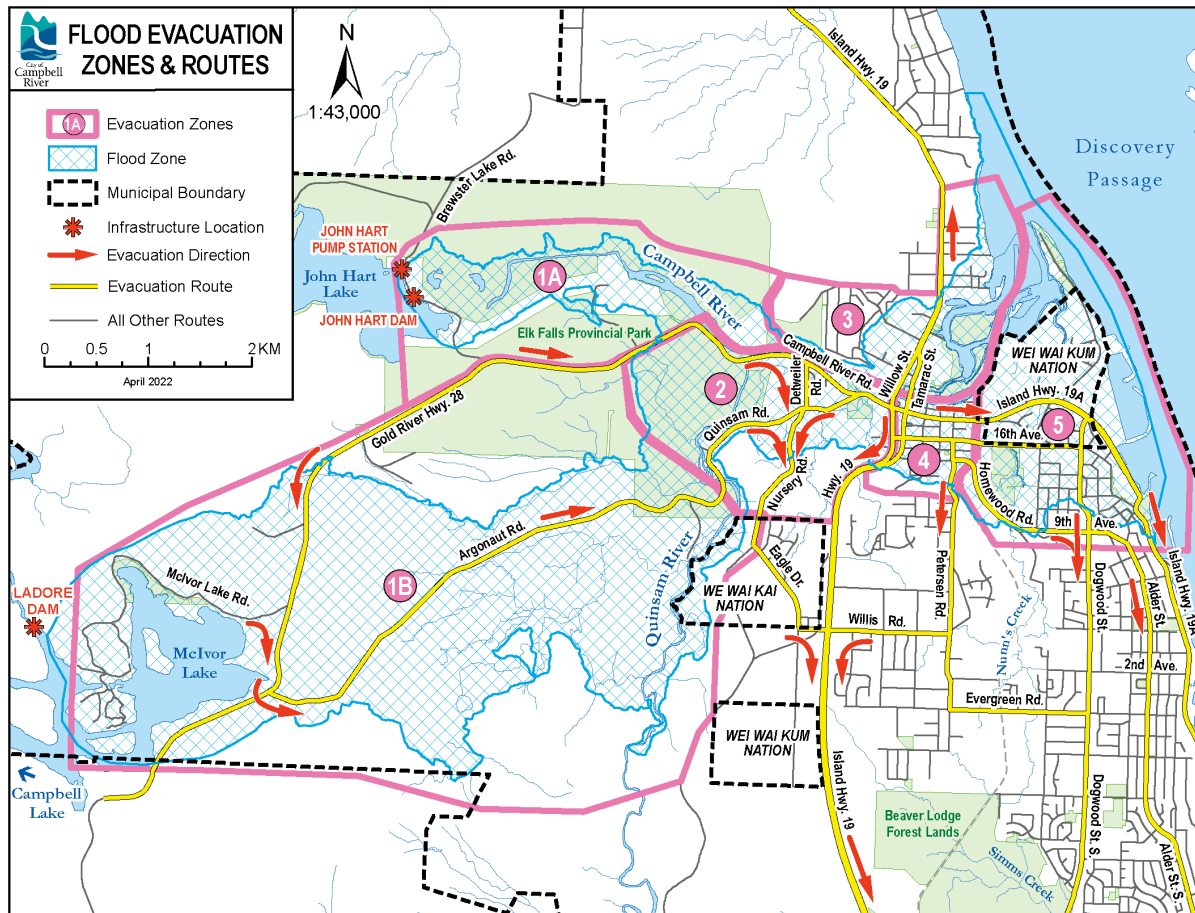 City of
Campbell
River
FLOOD EVACUATION
ZONES & ROUTES
1A
Evacuation Zones
Flood Zone
Municipal Boundary
Infrastructure Location
Evacuation Direction
Evacuation Route
All Other Routes
0 0.5 1 2 KM
April 2022
N
1:43,000
Island Hwy. 19
Discovery
Passage
Brewster Lake Rd.
JOHN HART
PUMP STATION
John Hart
Lake
JOHN HART DAM
1A
Campbell River
Elk Falls Provincial Park
3
Campbell River Rd.
Willow St.
Tamarac St.
WEI WAI KUM
NATION
Island Hwy. 19A
2
Detweiler
Rd.
Gold River Hwy. 28
Quinsam Rd.
16th Ave.
5
4
Nursery Rd.
Hwy. 19
Homewood Rd.
9th Ave.
Argonaut Rd.
Quinsam River
Eagle Dr.
Petersen Rd.
Dogwood St.
Alder St.
Island Hwy. 19A
1B
McIvor Lake Rd.
WE WAI KAI
NATION
LADORE
DAM
Willis Rd.
Nunn's Creek
McIvor
Lake
2nd Ave.
Evergreen Rd.
WEI WAI KUM
NATION
Campbell
Lake
Island Hwy. 19
Beaver Lodge
Forest Lands
Dogwood St. S.
Simms Creek
Alder St. S.